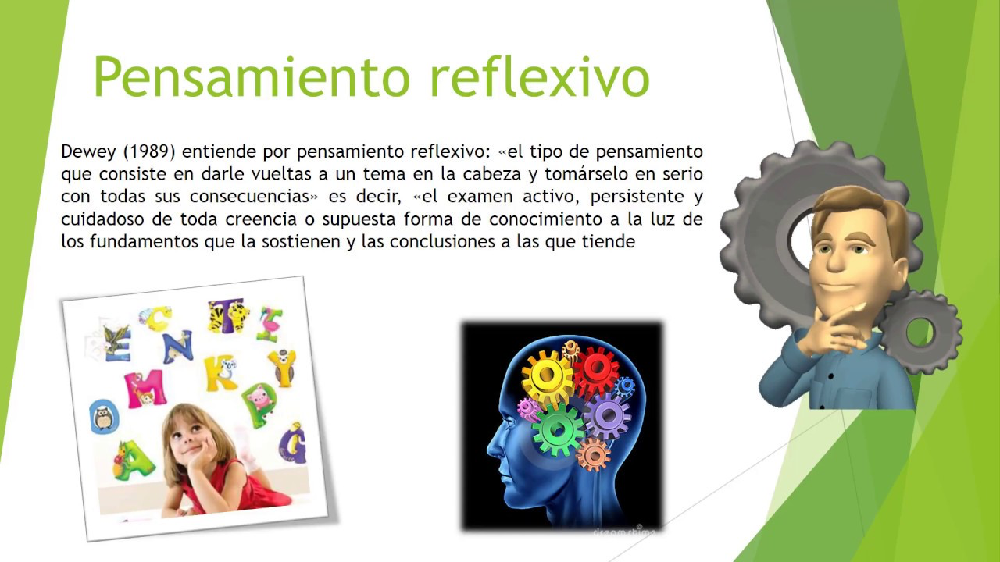 Pensamiento reflexivo
Dewey (1989) entiende por pensamiento reflexivo: «el tipo de pensamiento
que consiste en darle vueltas a un tema en la cabeza y tomárselo en serio
con todas sus consecuencias» es decir, «el examen activo, persistente y
cuidadoso de toda creencia o supuesta forma de conocimiento a la luz de
los fundamentos que la sostienen y las conclusiones a las que tiende
C T I
E N
M K Y
O P
A G
dreamstime